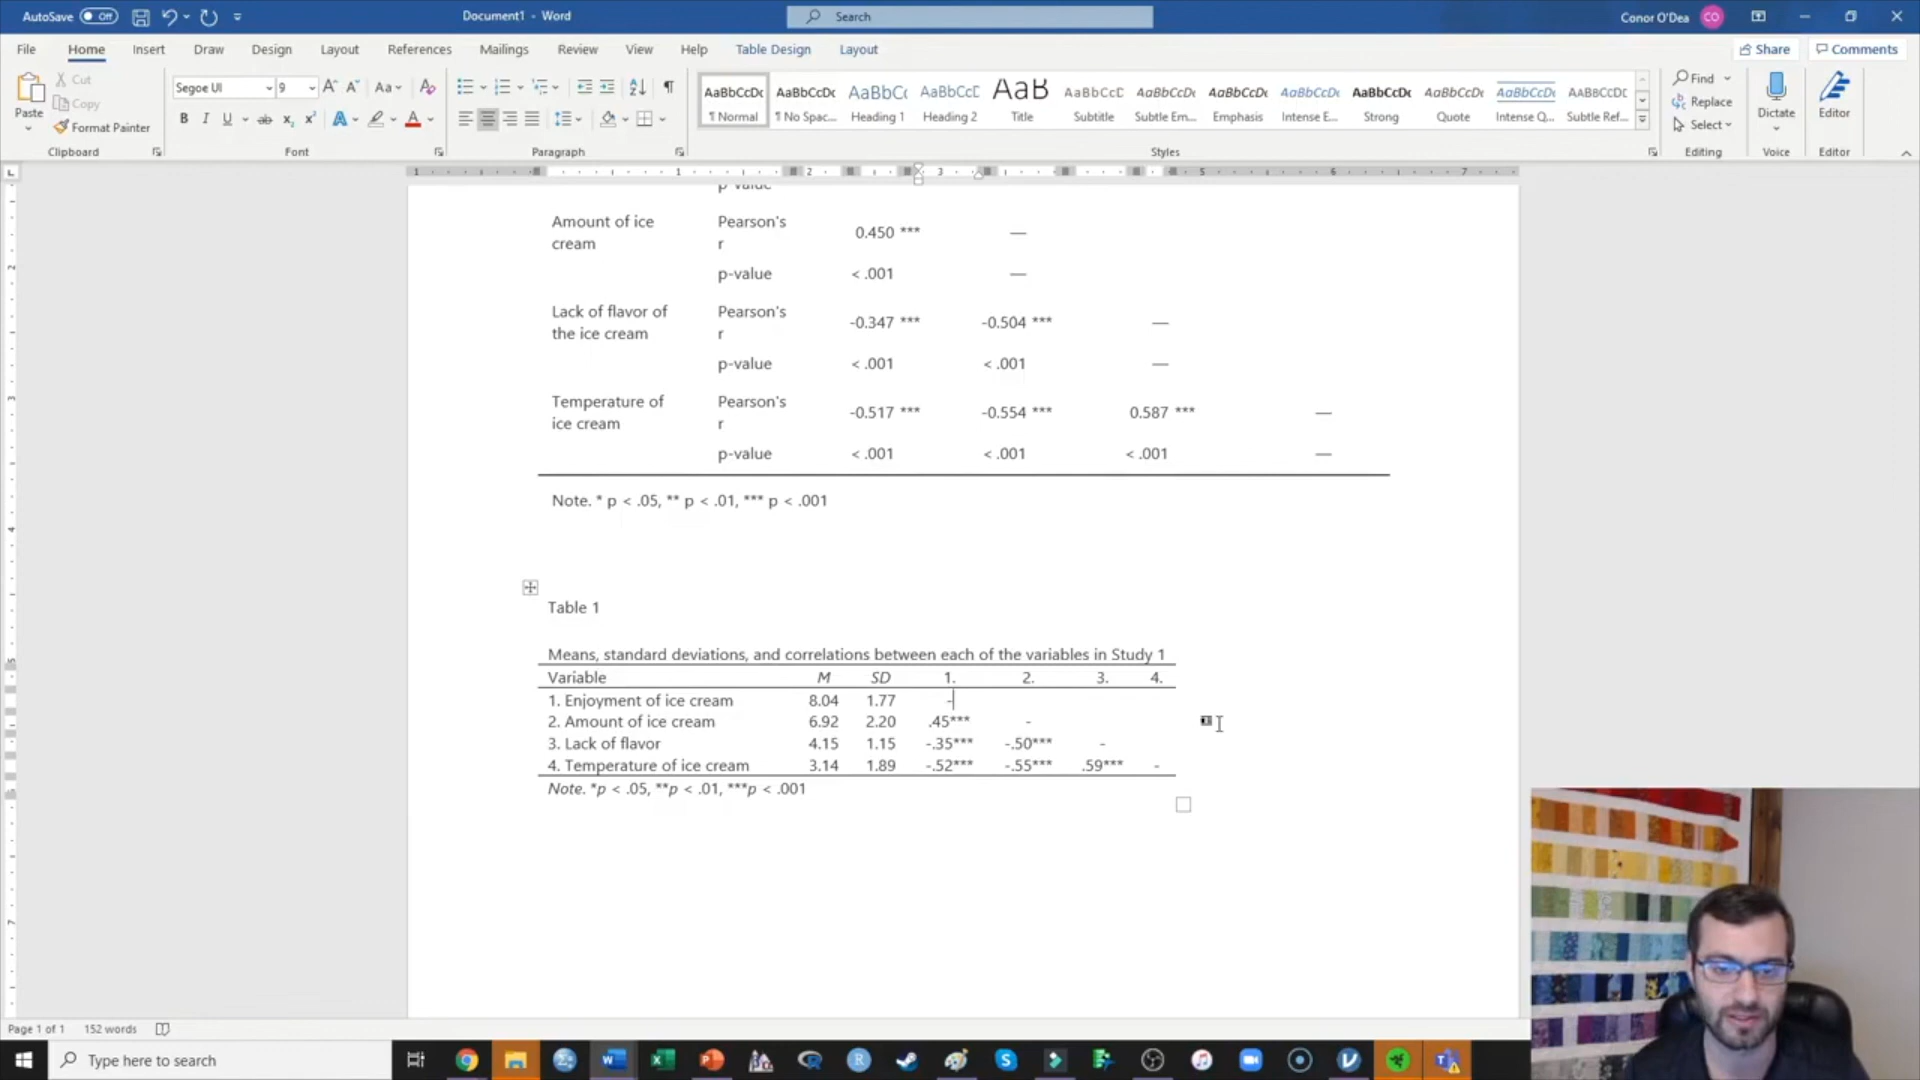 AutoSave Off Document1 - Word Search Conor O'Dea CO
File Home Insert Draw Design Layout References Mailings Review View Help Table Design Layout Share Comments
Paste Cut Copy Format Painter
Segoe UI 9
¶ Normal ¶ No Spac... Heading 1 Heading 2 Title Subtitle Subtle Em... Emphasis Intense E... Strong Quote Intense Q... Subtle Ref...
Find Replace Select Dictate Editor
Clipboard Font Paragraph Styles Editing Voice Editor
p-value
Amount of ice cream Pearson's r 0.450 *** —
p-value < .001 —
Lack of flavor of the ice cream Pearson's r -0.347 *** -0.504 *** —
p-value < .001 < .001 —
Temperature of ice cream Pearson's r -0.517 *** -0.554 *** 0.587 *** —
p-value < .001 < .001 < .001 —
Note. * p < .05, ** p < .01, *** p < .001
Table 1
Means, standard deviations, and correlations between each of the variables in Study 1
Variable M SD 1. 2. 3. 4.
1. Enjoyment of ice cream 8.04 1.77 -
2. Amount of ice cream 6.92 2.20 .45*** -
3. Lack of flavor 4.15 1.15 -.35*** -.50*** -
4. Temperature of ice cream 3.14 1.89 -.52*** -.55*** .59*** -
Note. *p < .05, **p < .01, ***p < .001
Page 1 of 1 152 words
Type here to search